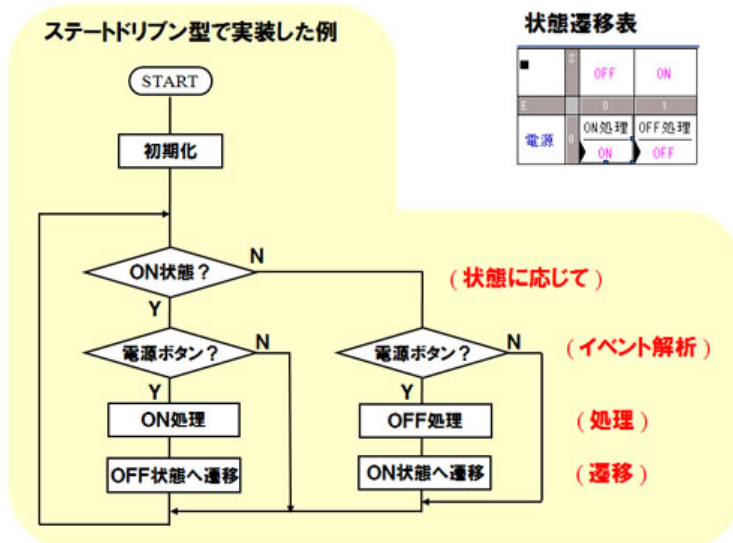 ステートドリブン型で実装した例
状態遷移表
S
OFF
ON
E
0
1
電源
0
ON処理
OFF処理
ON
OFF
START
初期化
ON状態？
N
Y
(状態に応じて)
電源ボタン？
N
Y
電源ボタン？
N
Y
(イベント解析)
ON処理
OFF処理
(処理)
OFF状態へ遷移
ON状態へ遷移
(遷移)